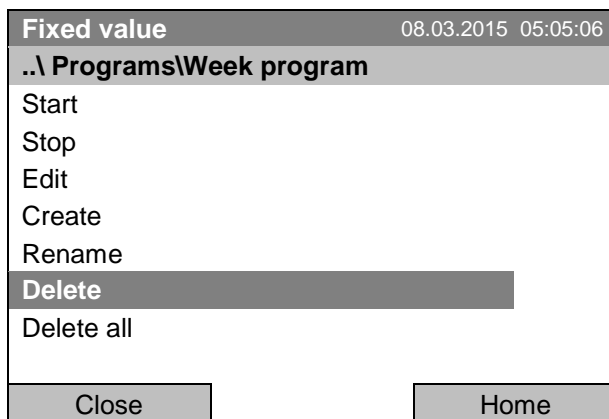 Fixed value 08.03.2015 05:05:06
..\ Programs\Week program
Start
Stop
Edit
Create
Rename
Delete
Delete all
Close Home